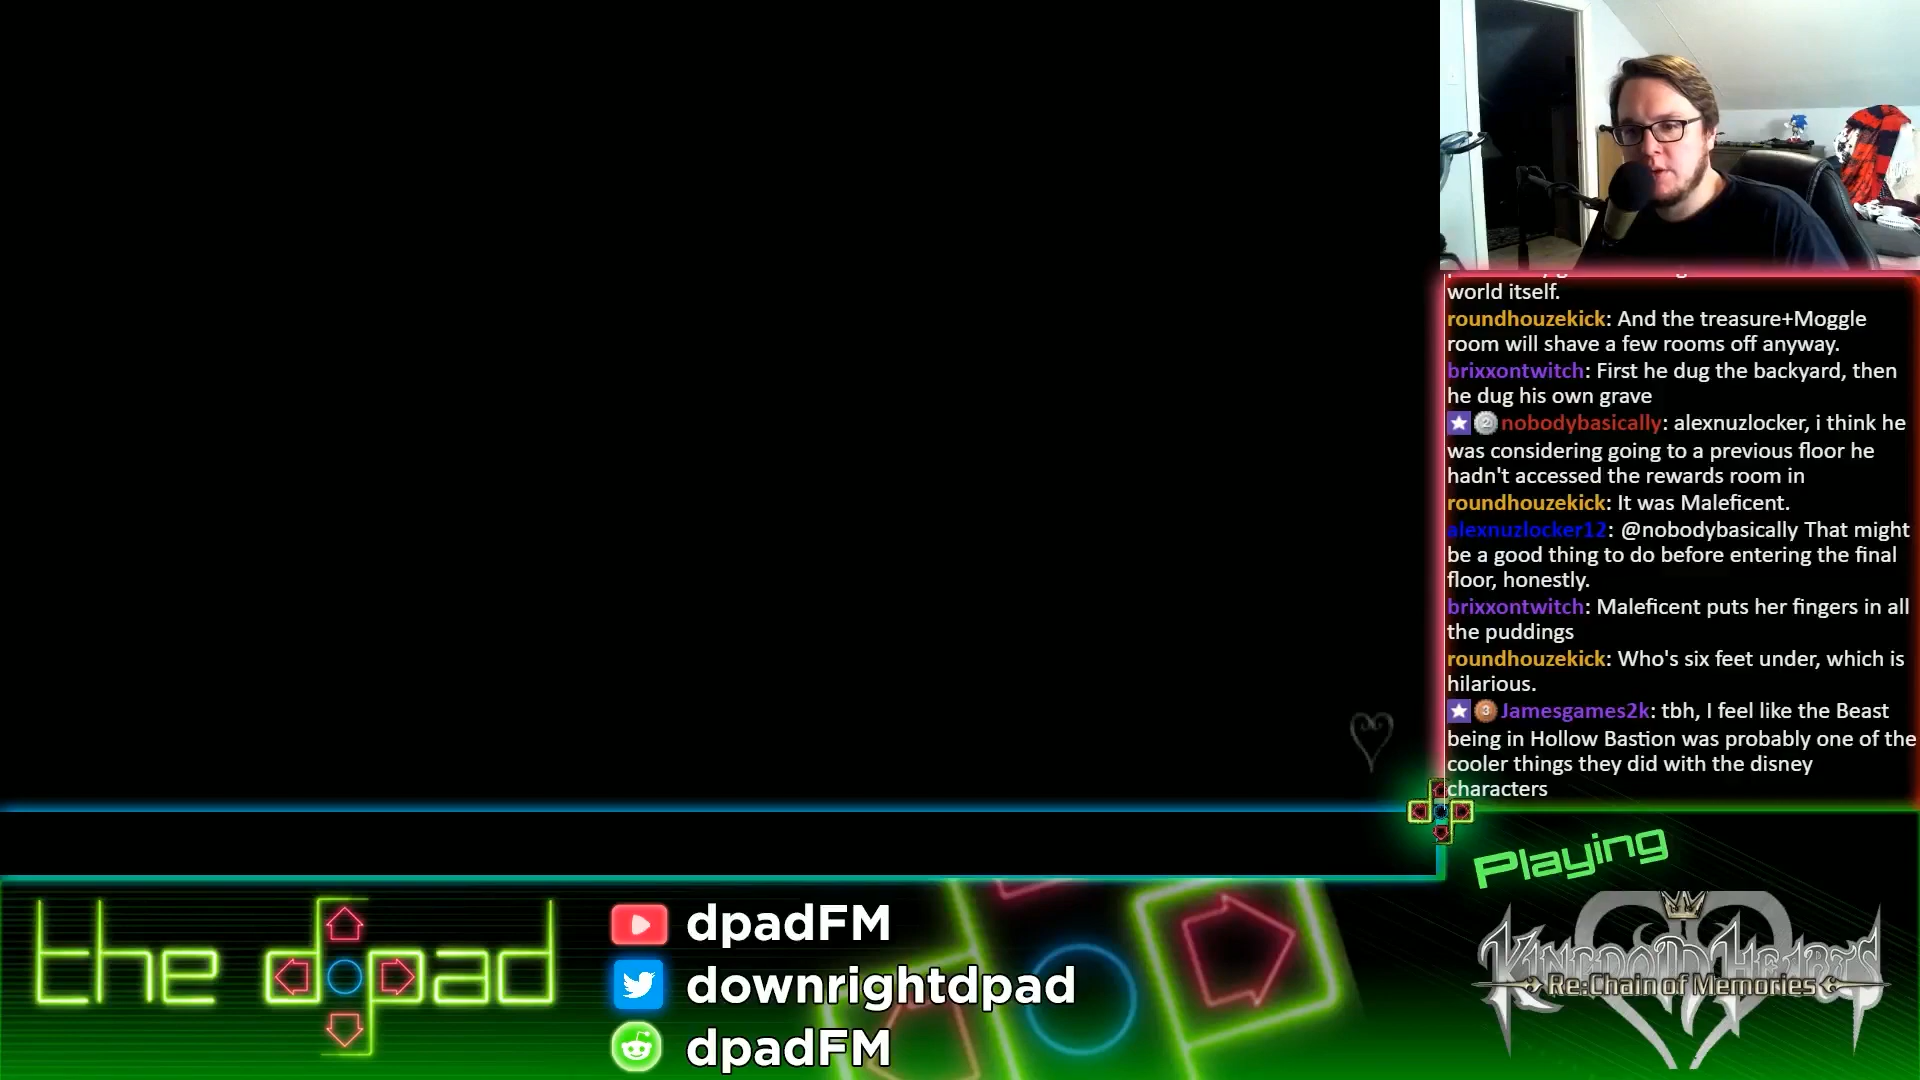 world itself.
roundhouzekick: And the treasure+Moggle
room will shave a few rooms off anyway.
brixxontwitch: First he dug the backyard, then
he dug his own grave
2 nobodybasically: alexnuzlocker, i think he
was considering going to a previous floor he
hadn't accessed the rewards room in
roundhouzekick: It was Maleficent.
alexnuzlocker12: @nobodybasically That might
be a good thing to do before entering the final
floor, honestly.
brixxontwitch: Maleficent puts her fingers in all
the puddings
roundhouzekick: Who's six feet under, which is
hilarious.
3 Jamesgames2k: tbh, I feel like the Beast
being in Hollow Bastion was probably one of the
cooler things they did with the disney
characters
Playing
KINGDOM HEARTS
Re:Chain of Memories
the dpad
dpadFM
downrightdpad
dpadFM